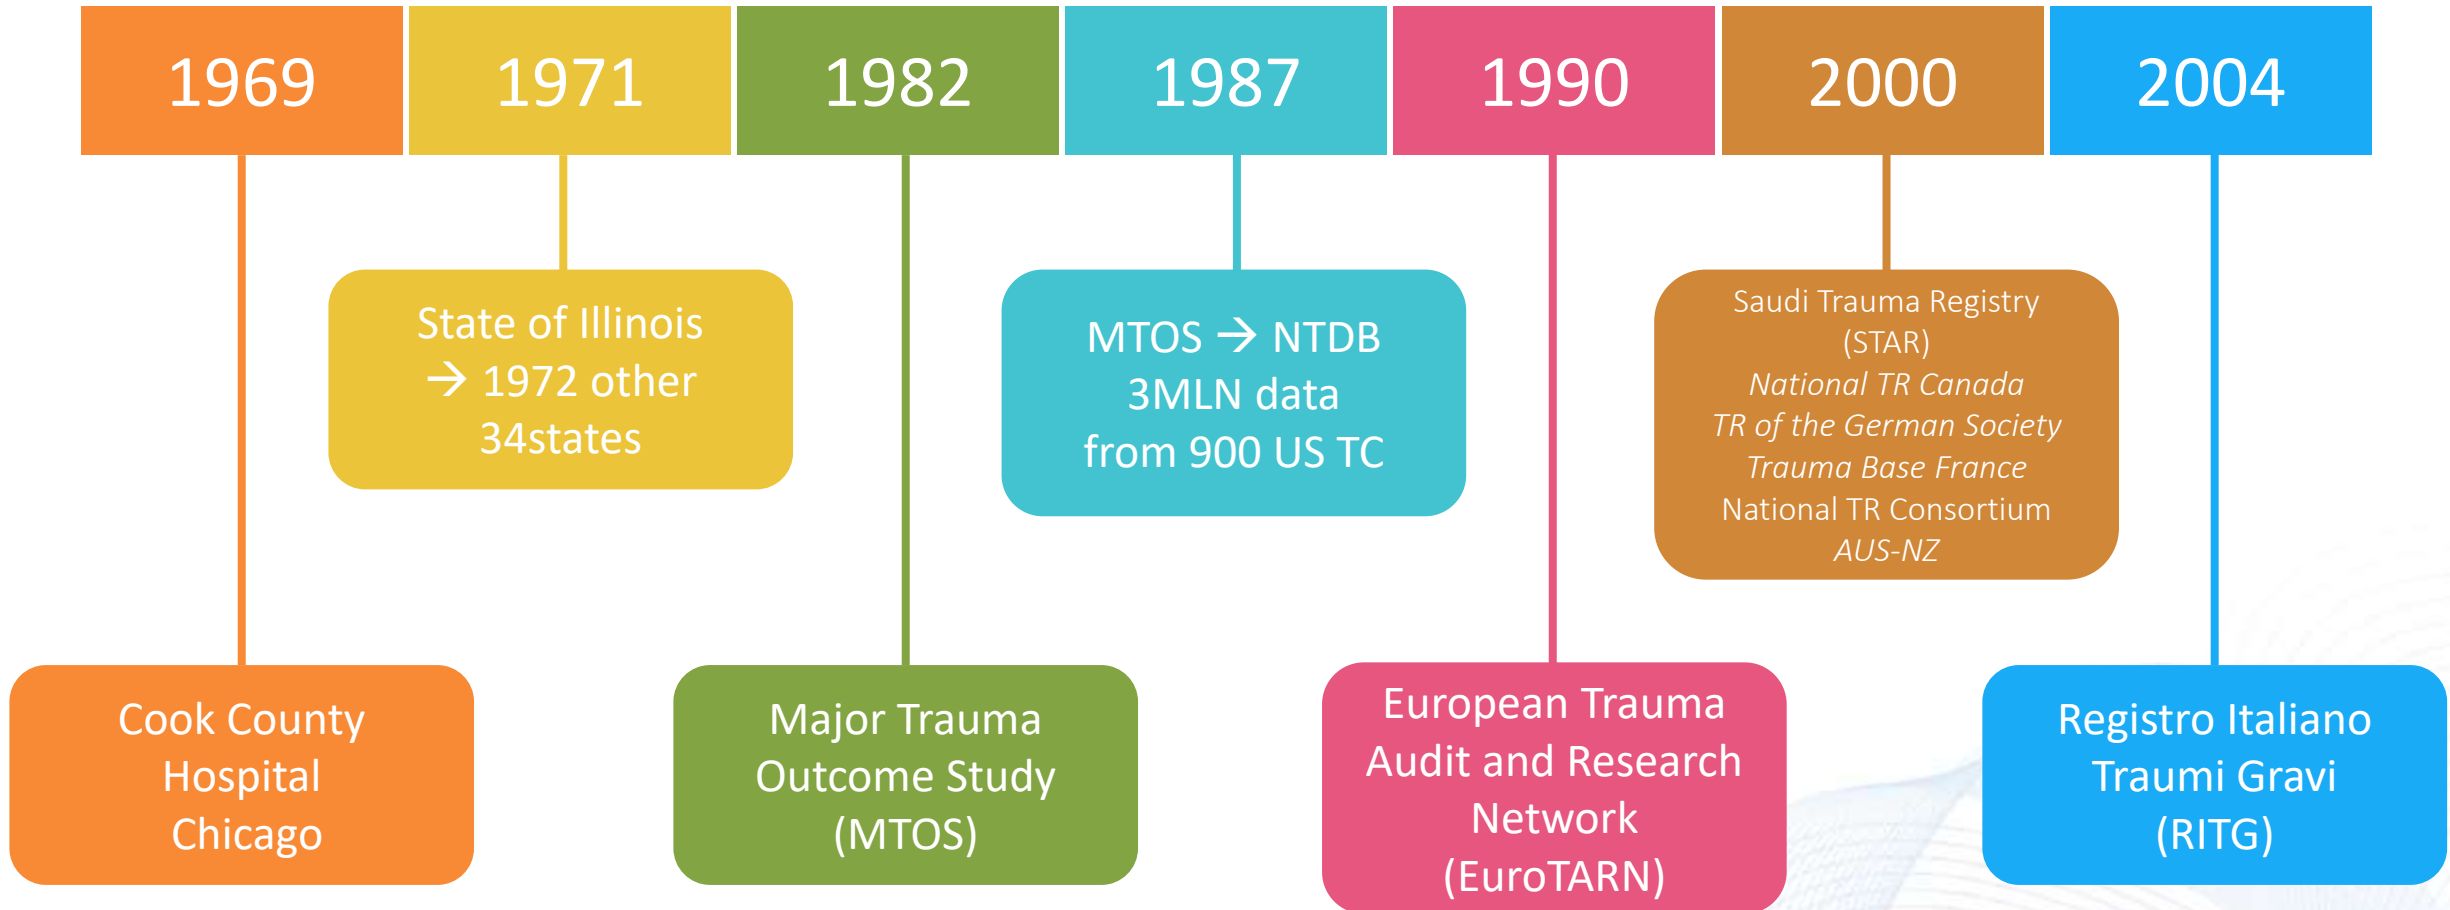 1969
1971
1982
1987
1990
2000
2004
State of Illinois
→ 1972 other
34states
MTOS → NTDB
3MLN data
from 900 US TC
Saudi Trauma Registry
(STAR)
National TR Canada
TR of the German Society
Trauma Base France
National TR Consortium
AUS-NZ
Cook County
Hospital
Chicago
Major Trauma
Outcome Study
(MTOS)
European Trauma
Audit and Research
Network
(EuroTARN)
Registro Italiano
Traumi Gravi
(RITG)